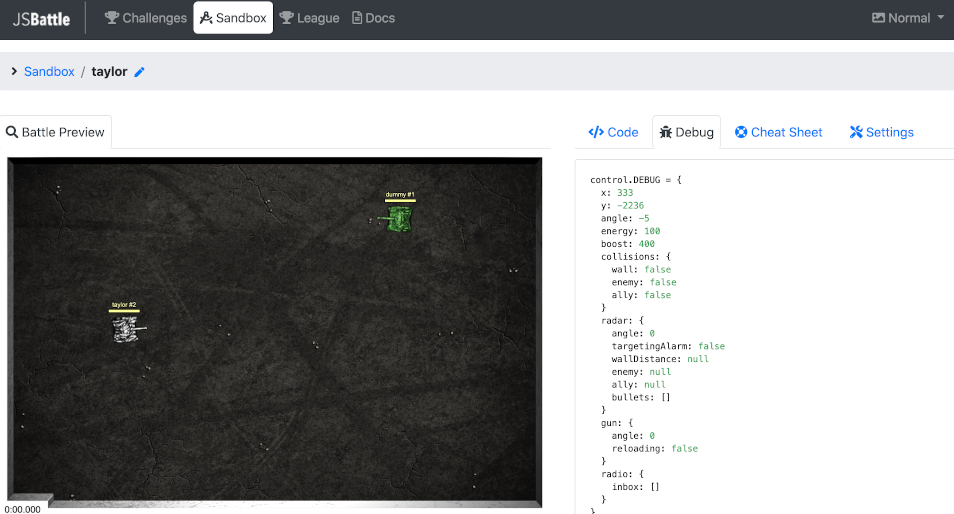 JSBattle Challenges Sandbox League Docs Normal
Sandbox / taylor
Battle Preview
Code Debug Cheat Sheet Settings
dummy #1
taylor #2
0:00.000
control.DEBUG = {
x: 333
y: -2236
angle: -5
energy: 100
boost: 400
collisions: {
wall: false
enemy: false
ally: false
}
radar: {
angle: 0
targetingAlarm: false
wallDistance: null
enemy: null
ally: null
bullets: []
}
gun: {
angle: 0
reloading: false
}
radio: {
inbox: []
}
}